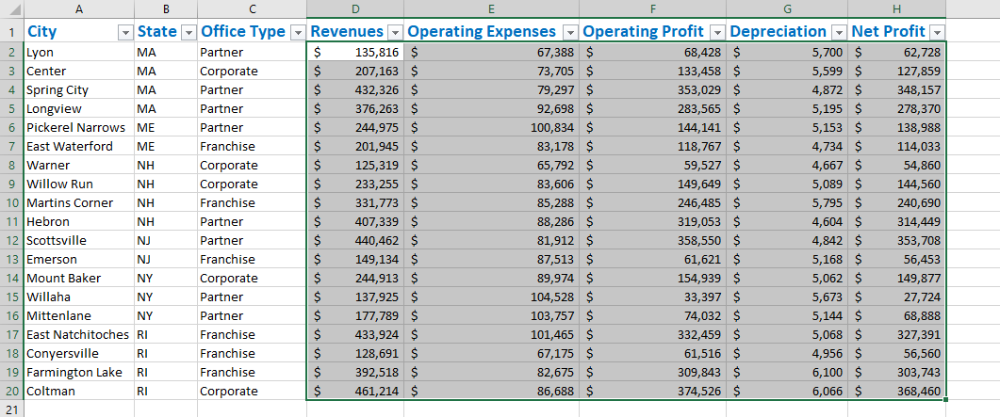 A B C D E F G H
1 City State Office Type Revenues Operating Expenses Operating Profit Depreciation Net Profit
2 Lyon MA Partner $ 135,816 $ 67,388 $ 68,428 $ 5,700 $ 62,728
3 Center MA Corporate $ 207,163 $ 73,705 $ 133,458 $ 5,599 $ 127,859
4 Spring City MA Partner $ 432,326 $ 79,297 $ 353,029 $ 4,872 $ 348,157
5 Longview MA Partner $ 376,263 $ 92,698 $ 283,565 $ 5,195 $ 278,370
6 Pickerel Narrows ME Partner $ 244,975 $ 100,834 $ 144,141 $ 5,153 $ 138,988
7 East Waterford ME Franchise $ 201,945 $ 83,178 $ 118,767 $ 4,734 $ 114,033
8 Warner NH Corporate $ 125,319 $ 65,792 $ 59,527 $ 4,667 $ 54,860
9 Willow Run NH Corporate $ 233,255 $ 83,606 $ 149,649 $ 5,089 $ 144,560
10 Martins Corner NH Franchise $ 331,773 $ 85,288 $ 246,485 $ 5,795 $ 240,690
11 Hebron NH Partner $ 407,339 $ 88,286 $ 319,053 $ 4,604 $ 314,449
12 Scottsville NJ Partner $ 440,462 $ 81,912 $ 358,550 $ 4,842 $ 353,708
13 Emerson NJ Franchise $ 149,134 $ 87,513 $ 61,621 $ 5,168 $ 56,453
14 Mount Baker NY Corporate $ 244,913 $ 89,974 $ 154,939 $ 5,062 $ 149,877
15 Willaha NY Partner $ 137,925 $ 104,528 $ 33,397 $ 5,673 $ 27,724
16 Mittenlane NY Partner $ 177,789 $ 103,757 $ 74,032 $ 5,144 $ 68,888
17 East Natchitoches RI Franchise $ 433,924 $ 101,465 $ 332,459 $ 5,068 $ 327,391
18 Conyersville RI Franchise $ 128,691 $ 67,175 $ 61,516 $ 4,956 $ 56,560
19 Farmington Lake RI Franchise $ 392,518 $ 82,675 $ 309,843 $ 6,100 $ 303,743
20 Coltman RI Corporate $ 461,214 $ 86,688 $ 374,526 $ 6,066 $ 368,460
21